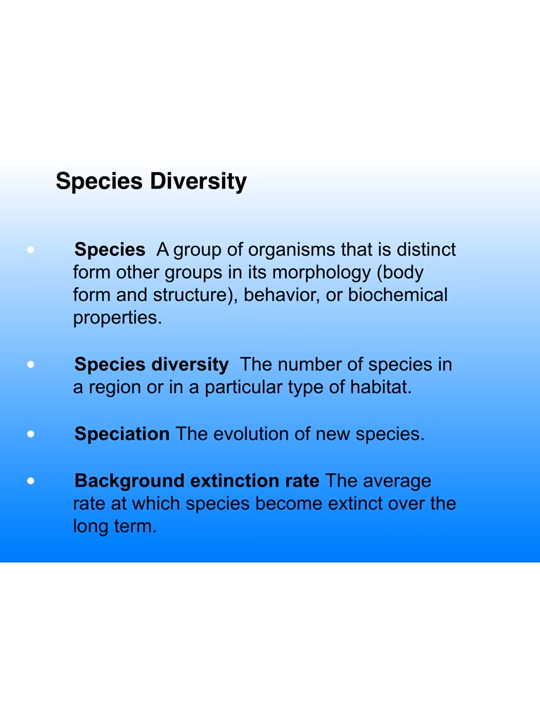 Species Diversity
• Species  A group of organisms that is distinct
form other groups in its morphology (body
form and structure), behavior, or biochemical
properties.
• Species diversity  The number of species in
a region or in a particular type of habitat.
• Speciation The evolution of new species.
• Background extinction rate The average
rate at which species become extinct over the
long term.